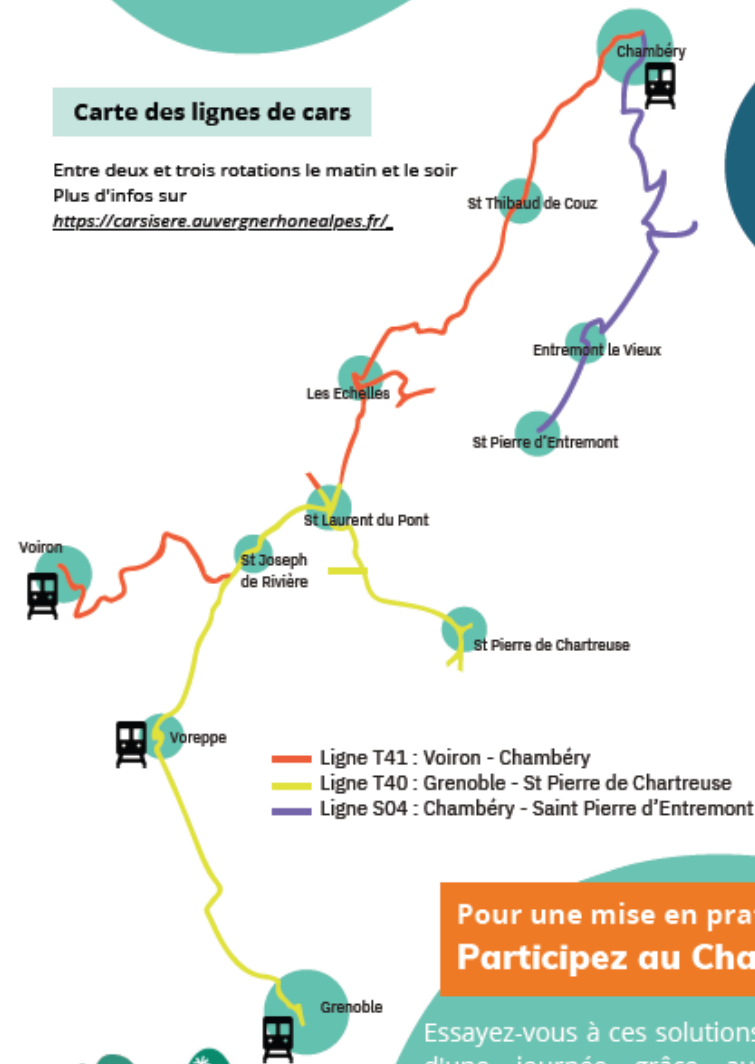 Chambéry
Carte des lignes de cars
Entre deux et trois rotations le matin et le soir
Plus d'infos sur
https://carsisere.auvergnerhonealpes.fr/
St Thibaud de Couz
Entremont le Vieux
Les Echelles
St Pierre d'Entremont
St Laurent du Pont
Voiron
St Joseph
de Rivière
St Pierre de Chartreuse
Voreppe
Ligne T41 : Voiron - Chambéry
Ligne T40 : Grenoble - St Pierre de Chartreuse
Ligne S04 : Chambéry - Saint Pierre d'Entremont
Pour une mise en pra
Participez au Cha
Grenoble
Essayez-vous à ces solutions
d'une journée grâce